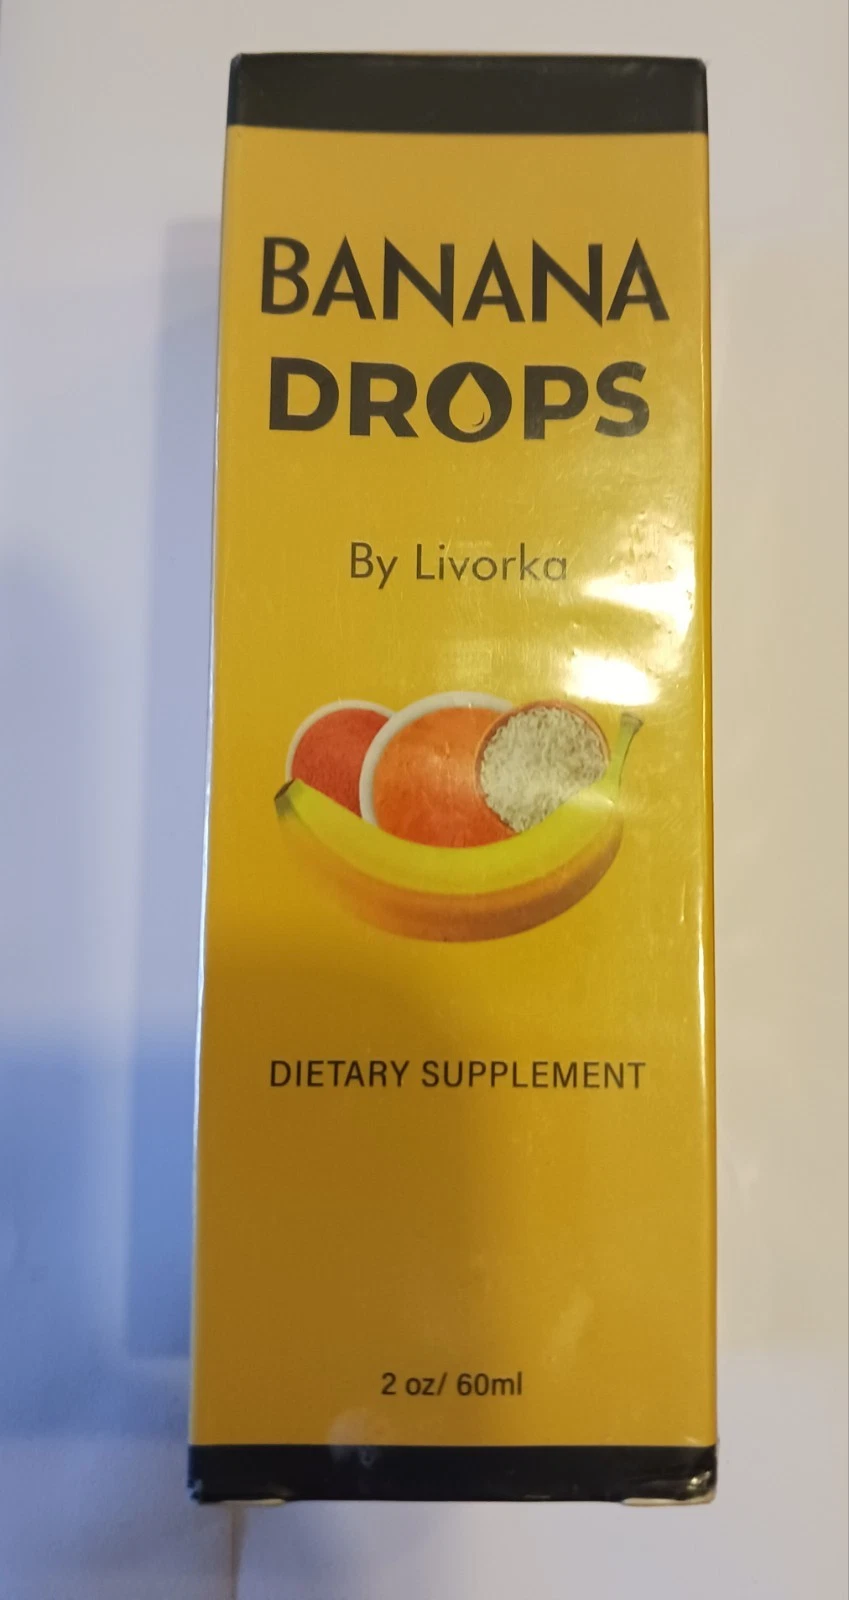 BANANA
DROPS
By Livorka
DIETARY SUPPLEMENT
2 oz/ 60ml